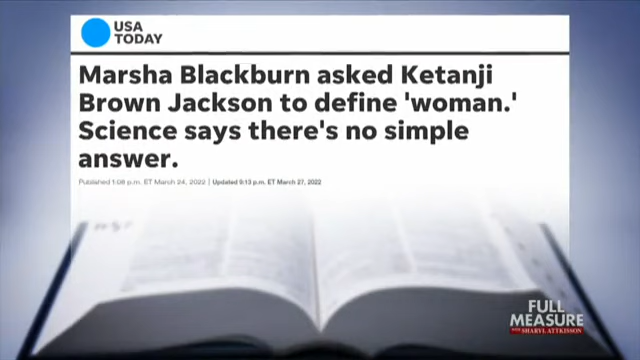 USA
TODAY
Marsha Blackburn asked Ketanji
Brown Jackson to define 'woman.'
Science says there's no simple
answer.
Published 1:08 p.m. ET March 24, 2022 | Updated 9:13 p.m. ET March 27, 2022
FULL
MEASURE
WITH SHARYL ATTKISSON